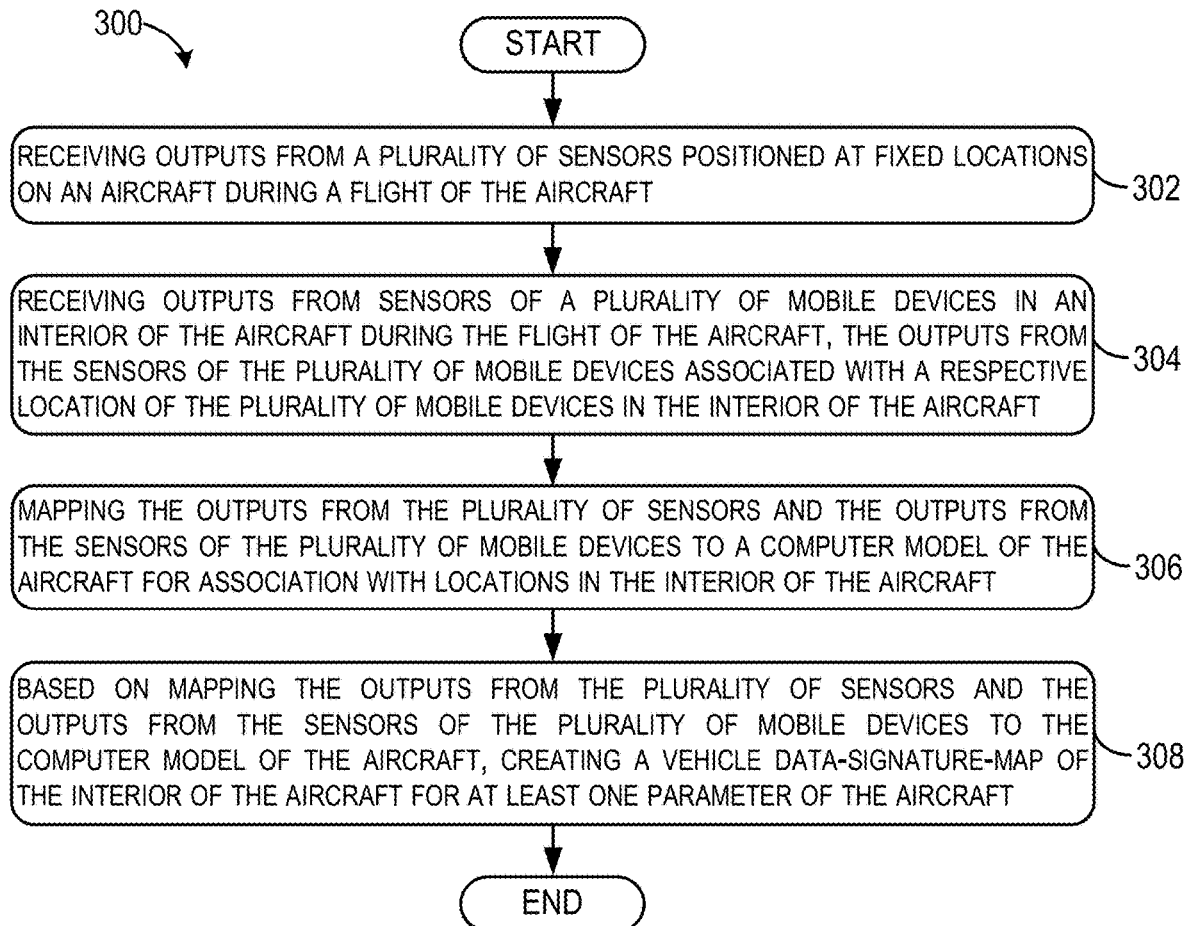 300
START
RECEIVING OUTPUTS FROM A PLURALITY OF SENSORS POSITIONED AT FIXED LOCATIONS
ON AN AIRCRAFT DURING A FLIGHT OF THE AIRCRAFT
302
RECEIVING OUTPUTS FROM SENSORS OF A PLURALITY OF MOBILE DEVICES IN AN
INTERIOR OF THE AIRCRAFT DURING THE FLIGHT OF THE AIRCRAFT, THE OUTPUTS FROM
THE SENSORS OF THE PLURALITY OF MOBILE DEVICES ASSOCIATED WITH A RESPECTIVE
LOCATION OF THE PLURALITY OF MOBILE DEVICES IN THE INTERIOR OF THE AIRCRAFT
304
MAPPING THE OUTPUTS FROM THE PLURALITY OF SENSORS AND THE OUTPUTS FROM
THE SENSORS OF THE PLURALITY OF MOBILE DEVICES TO A COMPUTER MODEL OF THE
AIRCRAFT FOR ASSOCIATION WITH LOCATIONS IN THE INTERIOR OF THE AIRCRAFT
306
BASED ON MAPPING THE OUTPUTS FROM THE PLURALITY OF SENSORS AND THE
OUTPUTS FROM THE SENSORS OF THE PLURALITY OF MOBILE DEVICES TO THE
COMPUTER MODEL OF THE AIRCRAFT, CREATING A VEHICLE DATA-SIGNATURE-MAP OF
THE INTERIOR OF THE AIRCRAFT FOR AT LEAST ONE PARAMETER OF THE AIRCRAFT
308
END